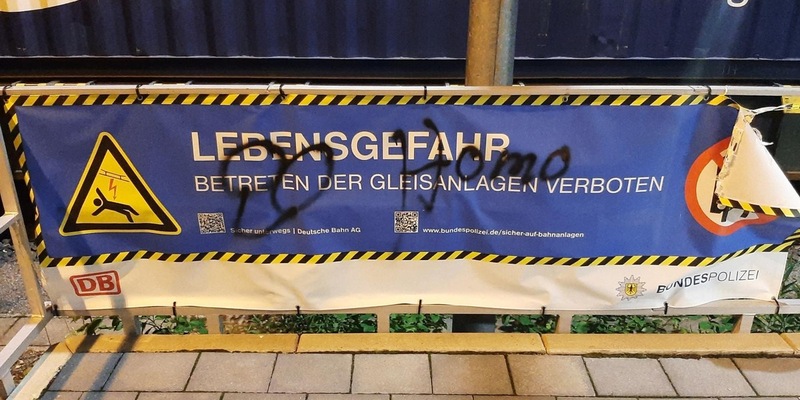 LEBENSGEFAHR
Homo
BETRETEN DER GLEISANLAGEN VERBOTEN
Sicher unterwegs | Deutsche Bahn AG
www.bundespolizei.de/sicher-auf-bahnanlagen
DB
BUNDESPOLIZEI